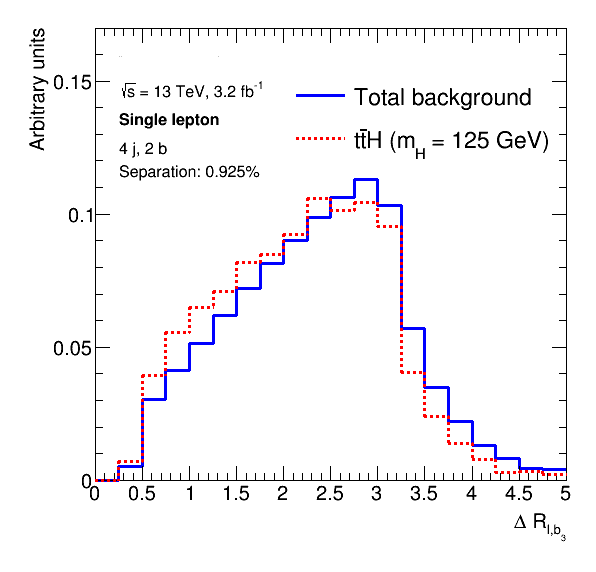 Arbitrary units
0.15
0.1
0.05
0
√s = 13 TeV, 3.2 fb⁻¹
Single lepton
4 j, 2 b
Separation: 0.925%
Total background
tt̄H (m_H = 125 GeV)
0 0.5 1 1.5 2 2.5 3 3.5 4 4.5 5
Δ R_l,b₃